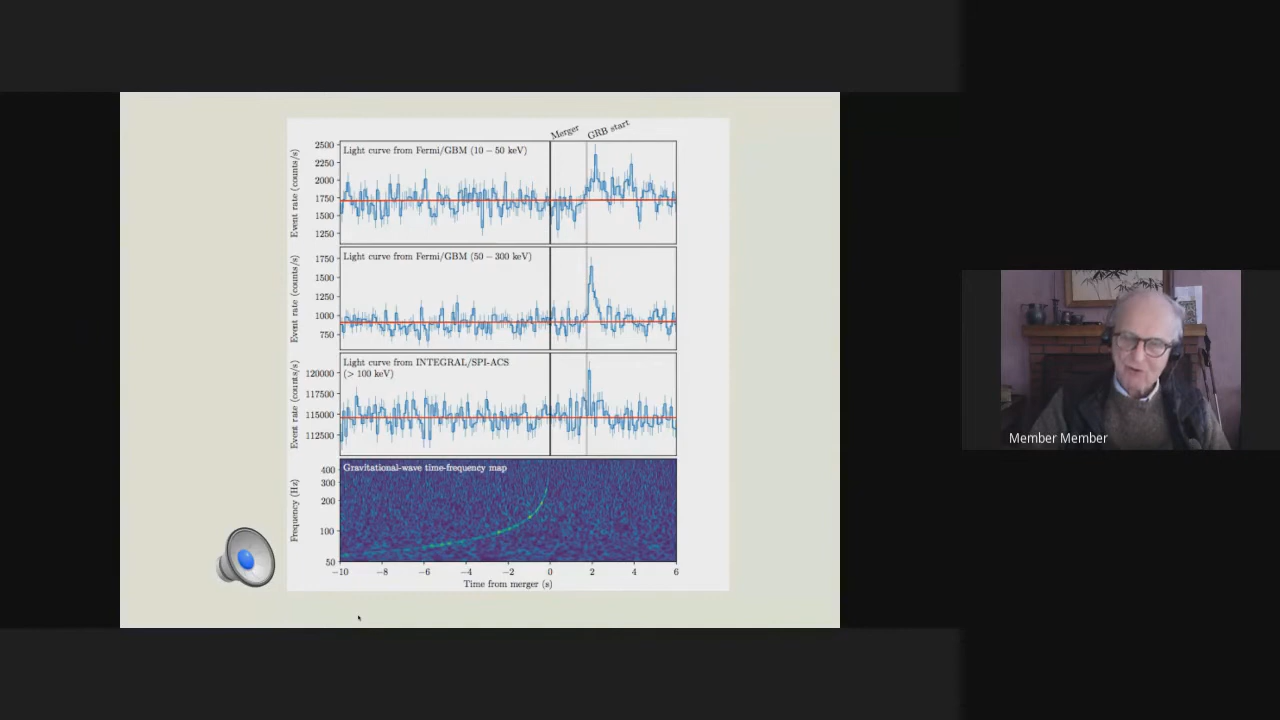 Merger
GRB start
Light curve from Fermi/GBM (10 − 50 keV)
Event rate (counts/s)
2500
2250
2000
1750
1500
1250
Light curve from Fermi/GBM (50 − 300 keV)
Event rate (counts/s)
1750
1500
1250
1000
750
Light curve from INTEGRAL/SPI-ACS
(> 100 keV)
Event rate (counts/s)
120000
117500
115000
112500
Gravitational-wave time-frequency map
Frequency (Hz)
400
300
200
100
50
−10 −8 −6 −4 −2 0 2 4 6
Time from merger (s)
Member Member